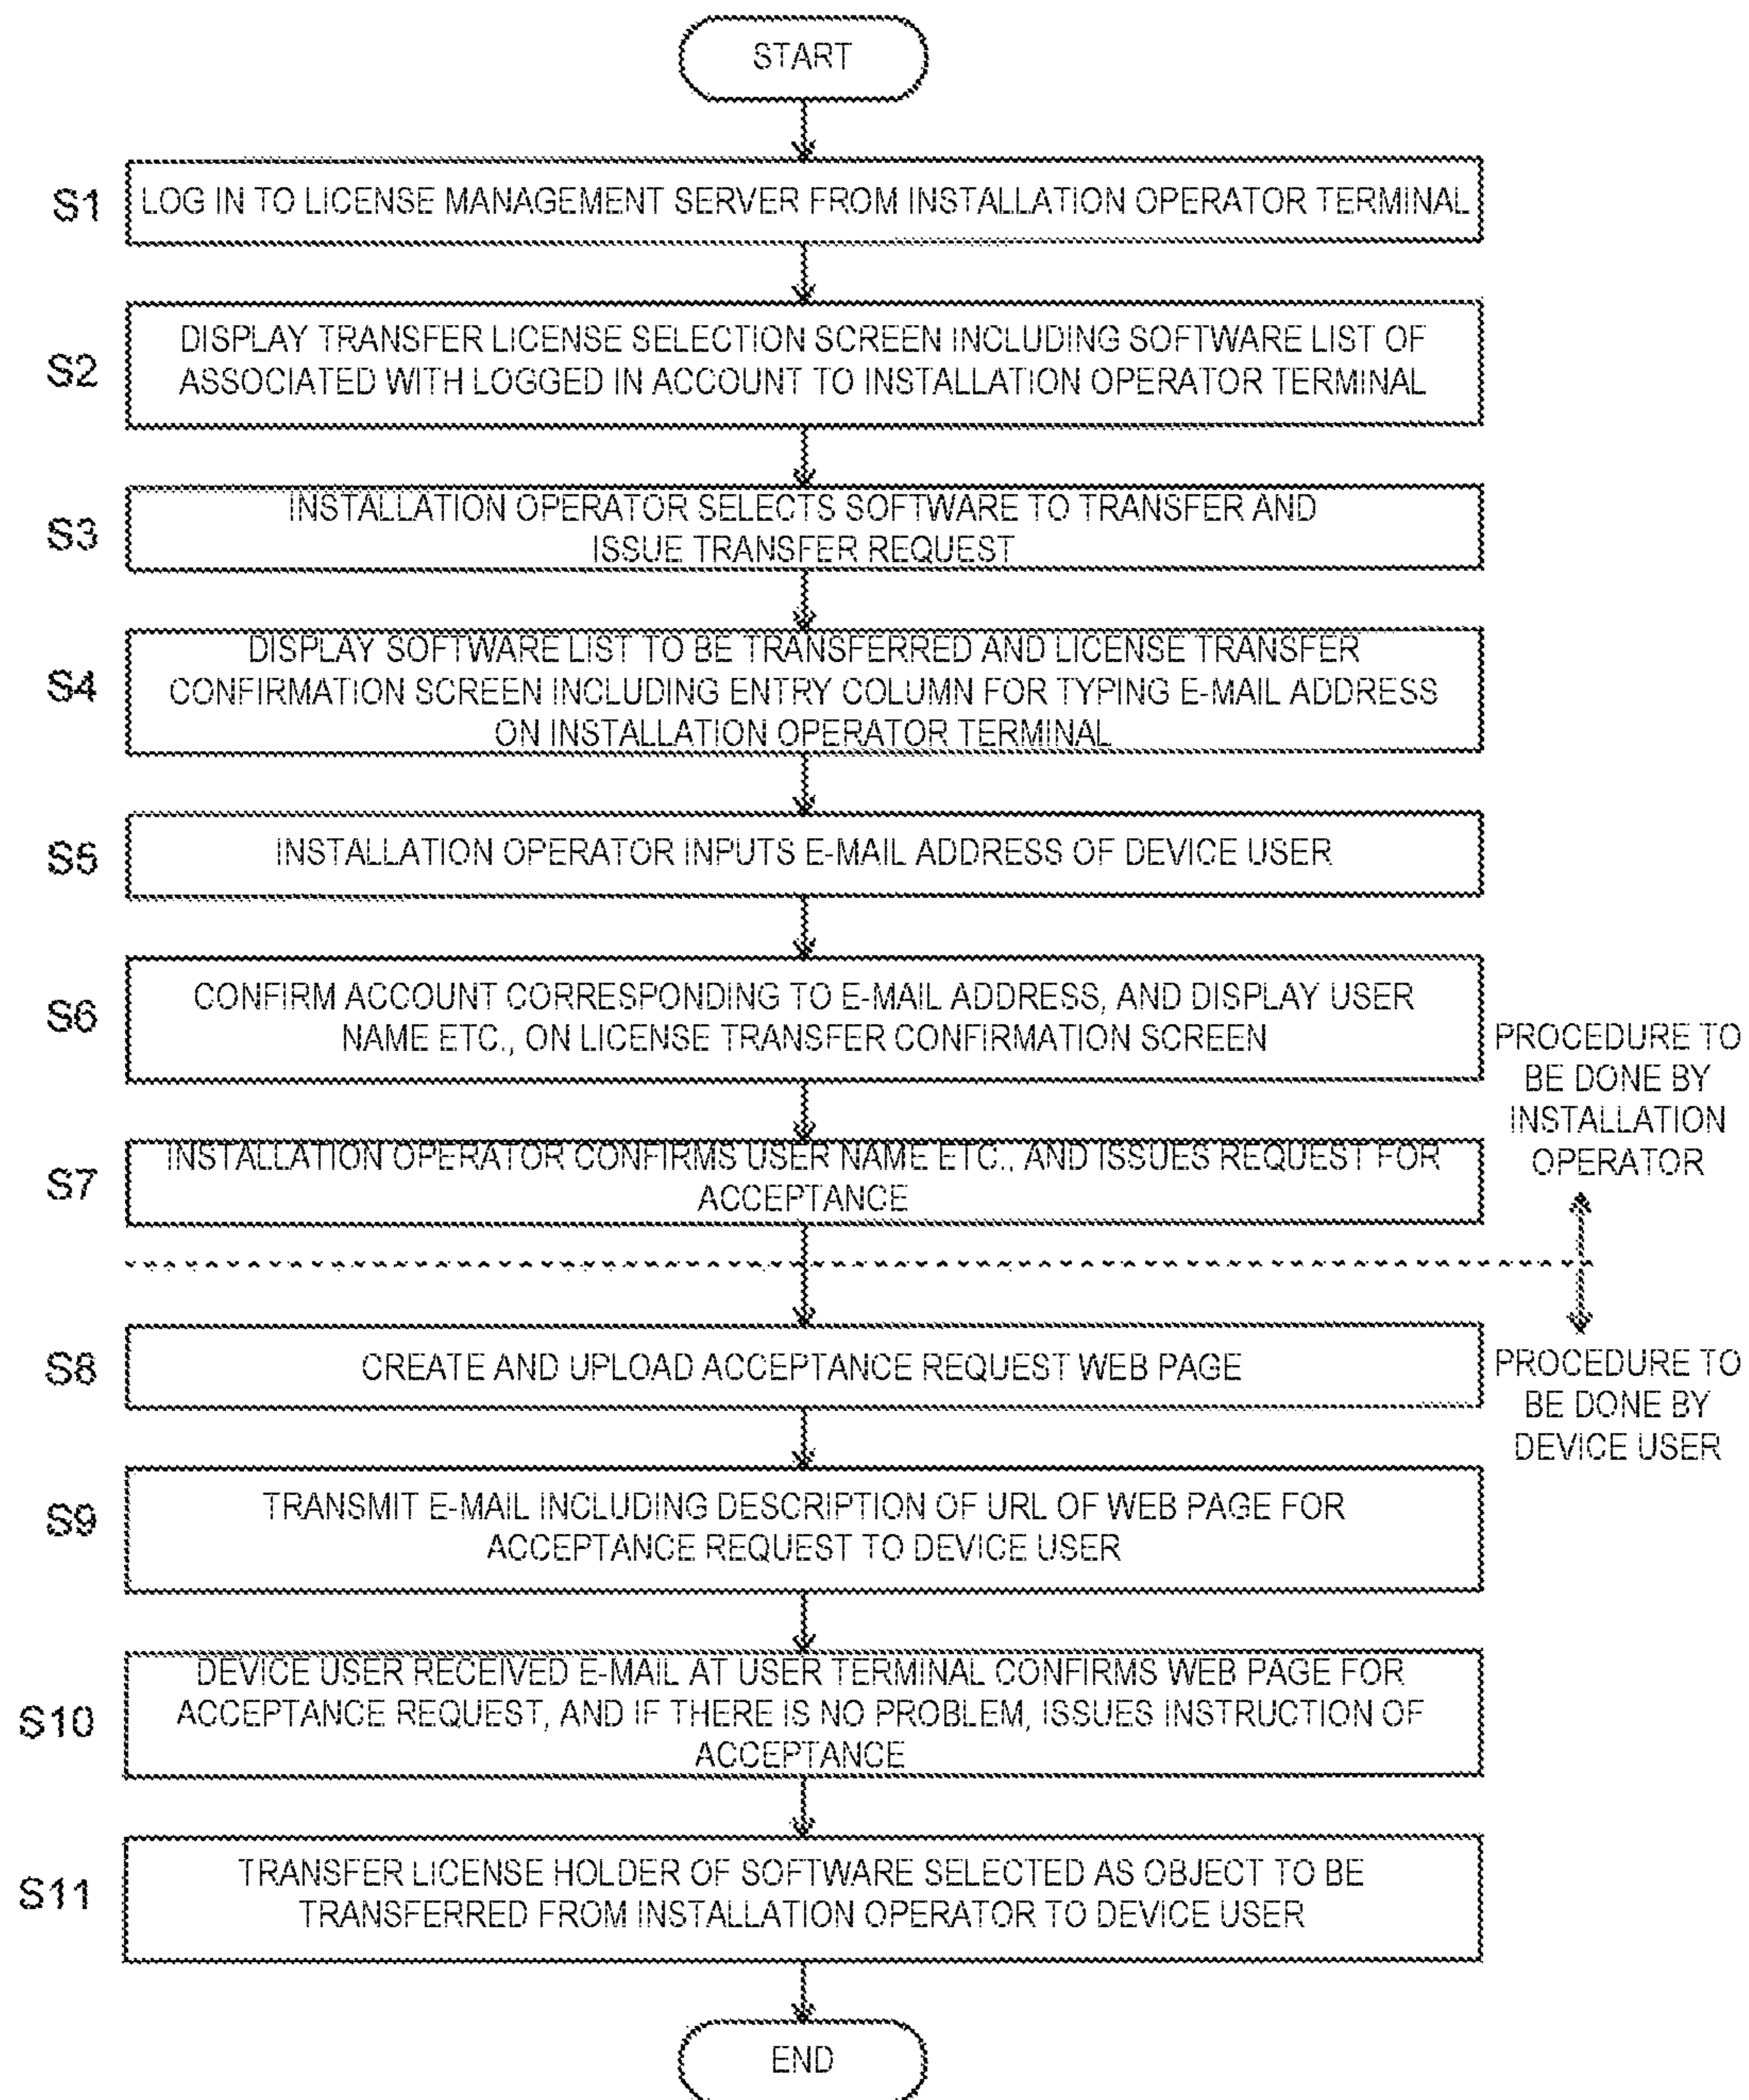 START
S1
LOG IN TO LICENSE MANAGEMENT SERVER FROM INSTALLATION OPERATOR TERMINAL
S2
DISPLAY TRANSFER LICENSE SELECTION SCREEN INCLUDING SOFTWARE LIST OF
ASSOCIATED WITH LOGGED IN ACCOUNT TO INSTALLATION OPERATOR TERMINAL
S3
INSTALLATION OPERATOR SELECTS SOFTWARE TO TRANSFER AND
ISSUE TRANSFER REQUEST
S4
DISPLAY SOFTWARE LIST TO BE TRANSFERRED AND LICENSE TRANSFER
CONFIRMATION SCREEN INCLUDING ENTRY COLUMN FOR TYPING E-MAIL ADDRESS
ON INSTALLATION OPERATOR TERMINAL
S5
INSTALLATION OPERATOR INPUTS E-MAIL ADDRESS OF DEVICE USER
S6
CONFIRM ACCOUNT CORRESPONDING TO E-MAIL ADDRESS, AND DISPLAY USER
NAME ETC., ON LICENSE TRANSFER CONFIRMATION SCREEN
PROCEDURE TO
BE DONE BY
INSTALLATION
OPERATOR
S7
INSTALLATION OPERATOR CONFIRMS USER NAME ETC., AND ISSUES REQUEST FOR
ACCEPTANCE
S8
CREATE AND UPLOAD ACCEPTANCE REQUEST WEB PAGE
PROCEDURE TO
BE DONE BY
DEVICE USER
S9
TRANSMIT E-MAIL INCLUDING DESCRIPTION OF URL OF WEB PAGE FOR
ACCEPTANCE REQUEST TO DEVICE USER
S10
DEVICE USER RECEIVED E-MAIL AT USER TERMINAL CONFIRMS WEB PAGE FOR
ACCEPTANCE REQUEST, AND IF THERE IS NO PROBLEM, ISSUES INSTRUCTION OF
ACCEPTANCE
S11
TRANSFER LICENSE HOLDER OF SOFTWARE SELECTED AS OBJECT TO BE
TRANSFERRED FROM INSTALLATION OPERATOR TO DEVICE USER
END